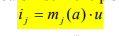 i_j = m_j(a) · u